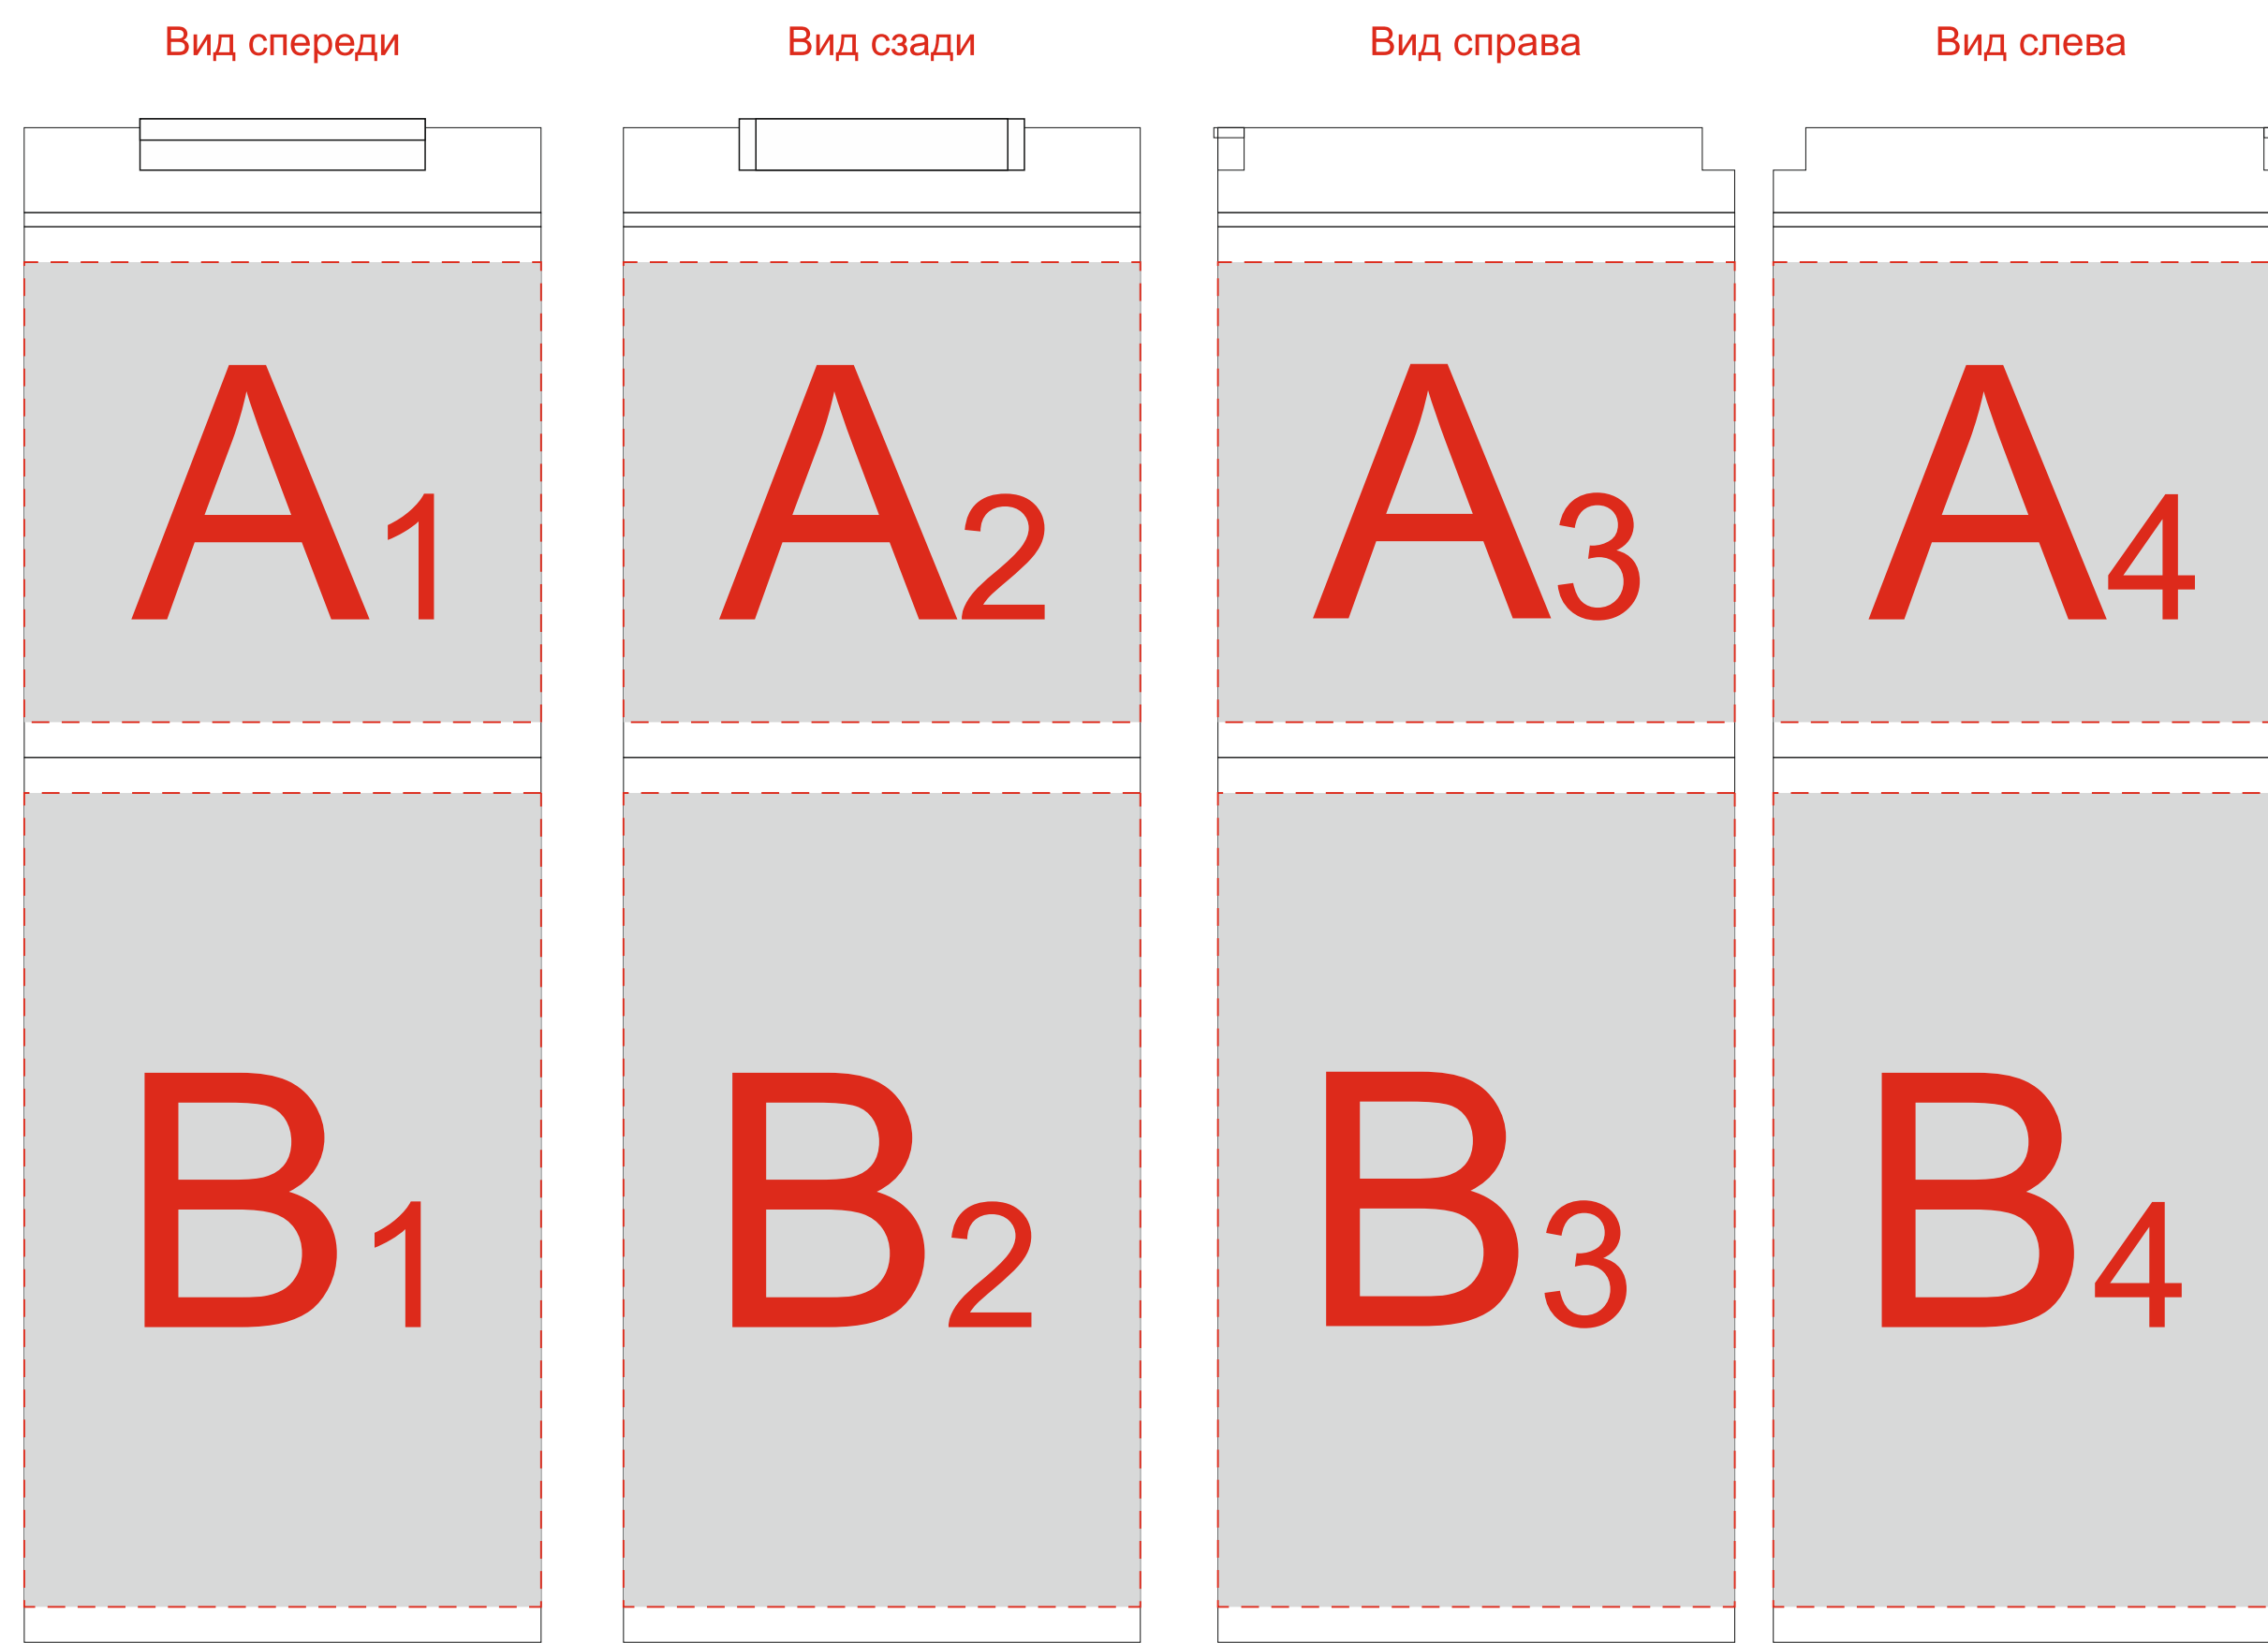 Вид спереди
Вид сзади
Вид справа
Вид слева
A1
A2
A3
A4
B1
B2
B3
B4